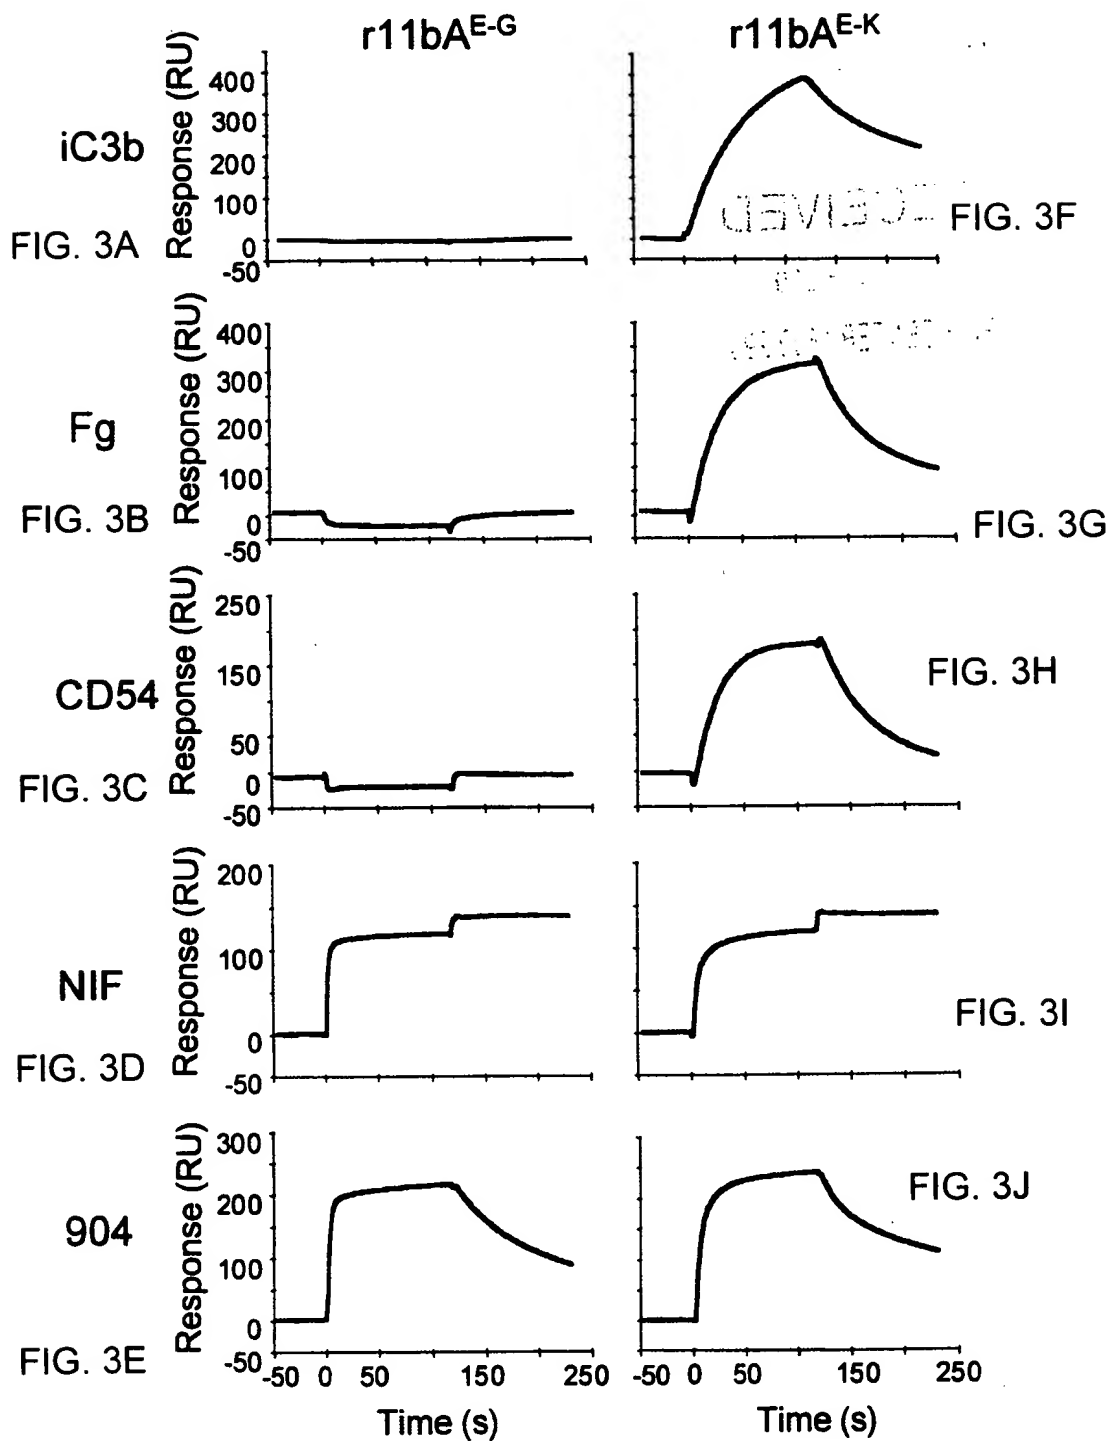 r11bA^E-G
r11bA^E-K
iC3b
FIG. 3A
Response (RU)
400
300
200
100
0
-50
FIG. 3F
Fg
FIG. 3B
Response (RU)
400
300
200
100
0
-50
FIG. 3G
CD54
FIG. 3C
Response (RU)
250
150
50
0
-50
FIG. 3H
NIF
FIG. 3D
Response (RU)
200
100
0
-50
FIG. 3I
904
FIG. 3E
Response (RU)
300
200
100
0
-50
FIG. 3J
-50 0 50 150 250
Time (s)
-50 0 50 150 250
Time (s)